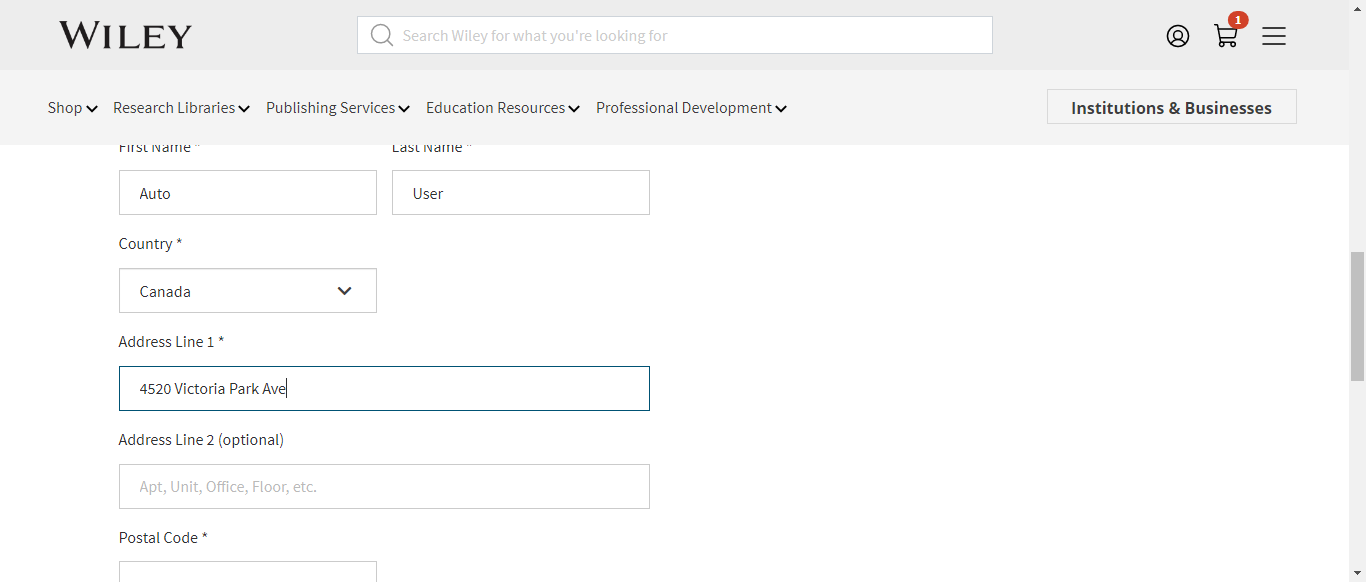 WILEY
Search Wiley for what you're looking for
1
Shop Research Libraries Publishing Services Education Resources Professional Development
Institutions & Businesses
First Name * Last Name *
Auto User
Country *
Canada
Address Line 1 *
4520 Victoria Park Ave
Address Line 2 (optional)
Apt, Unit, Office, Floor, etc.
Postal Code *